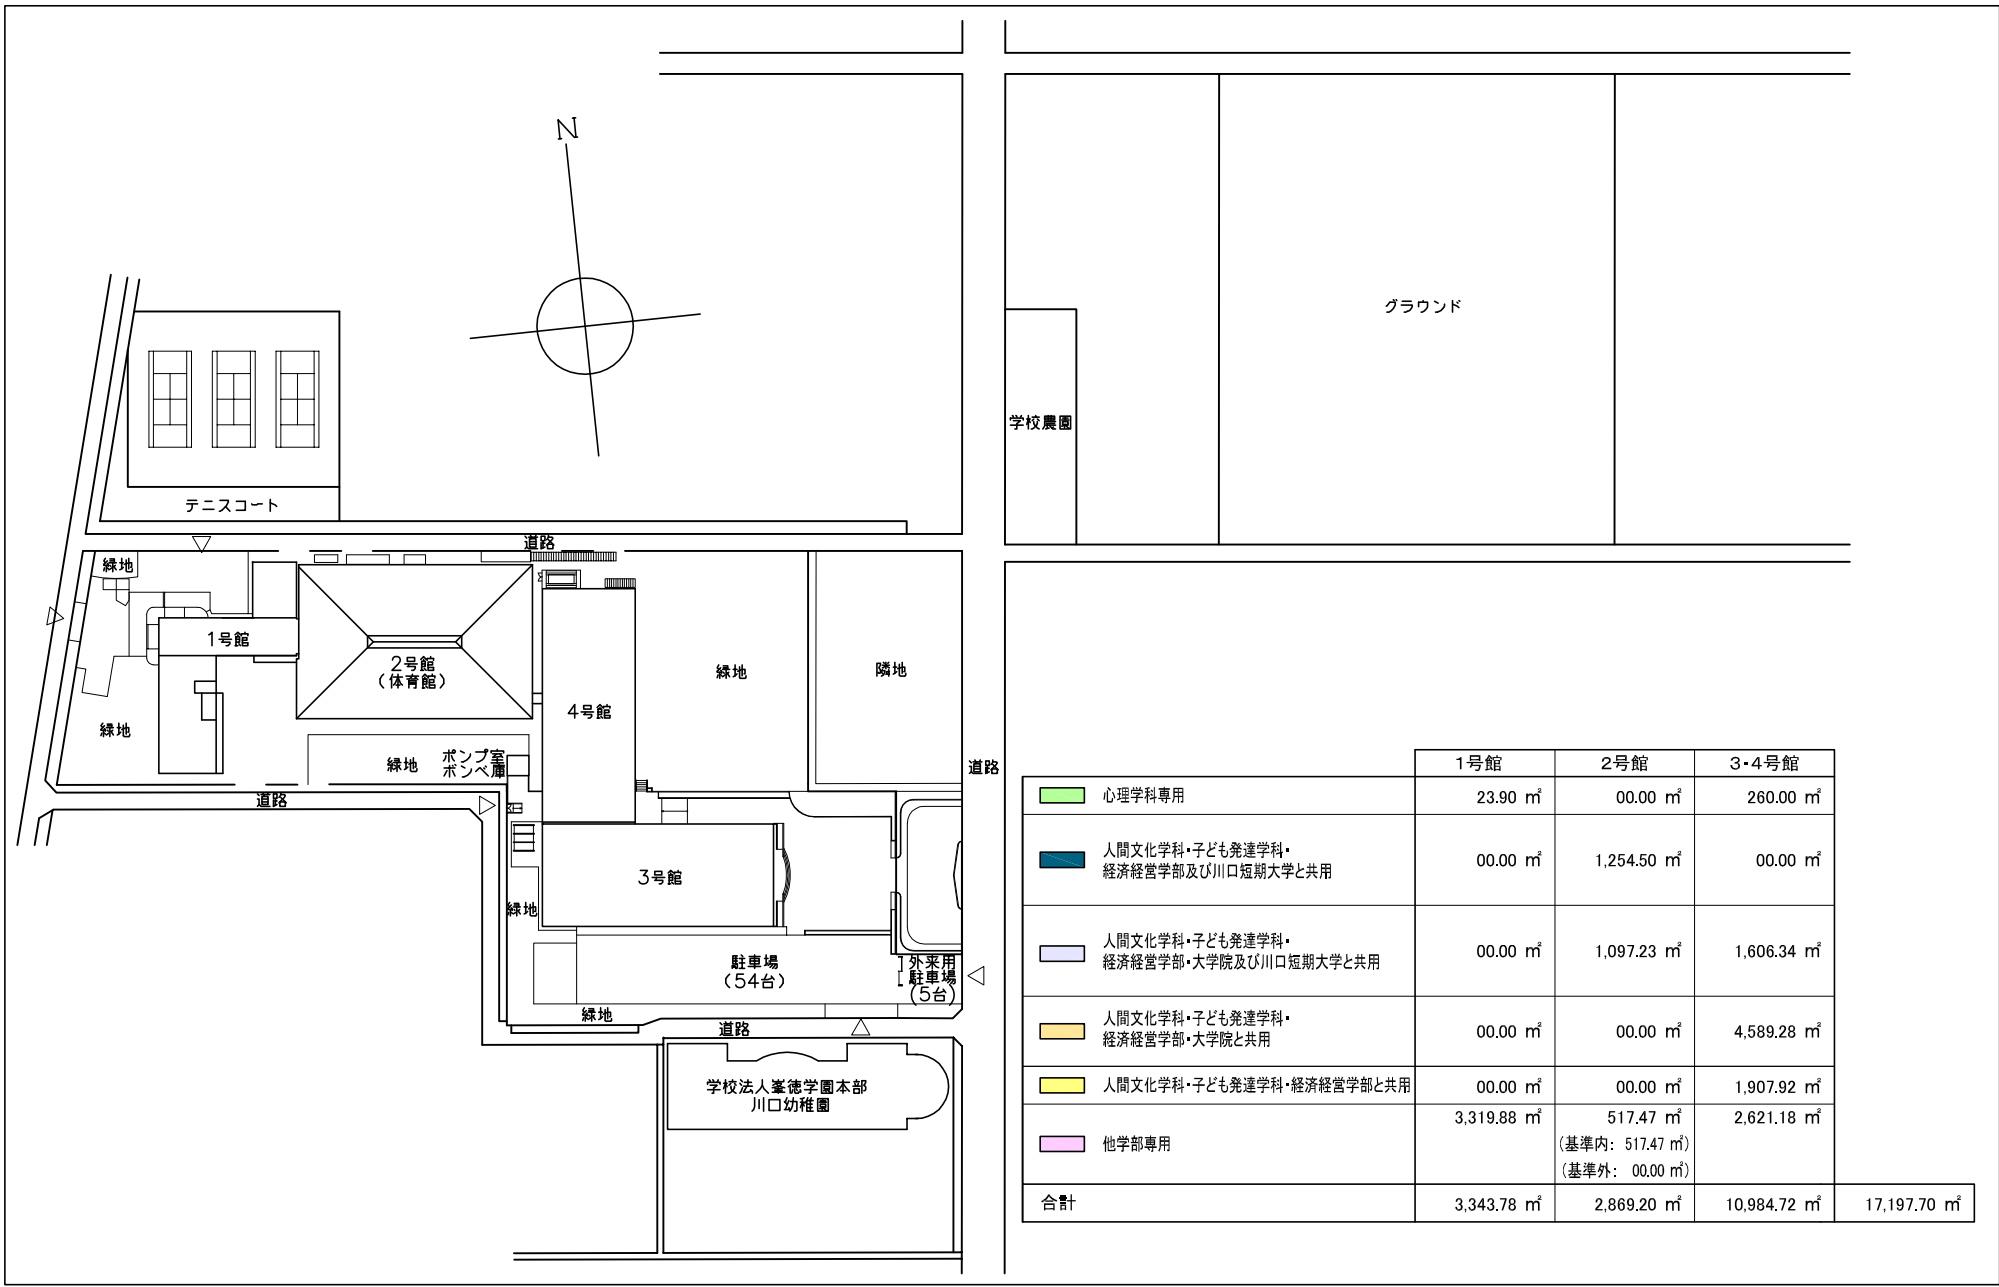 N
グラウンド
学校農園
テニスコート
道路
緑地
1号館
2号館
（体育館）
緑地
隣地
4号館
緑地
緑地
ポンプ室
ボンベ庫
道路
道路
3号館
緑地
駐車場
（54台）
外来用
駐車場
（5台）
緑地
道路
学校法人峯徳学園本部
川口幼稚園
1号館 2号館 3・4号館
心理学科専用 23.90 ㎡ 00.00 ㎡ 260.00 ㎡
人間文化学科・子ども発達学科・
経済経営学部及び川口短期大学と共用 00.00 ㎡ 1,254.50 ㎡ 00.00 ㎡
人間文化学科・子ども発達学科・
経済経営学部・大学院及び川口短期大学と共用 00.00 ㎡ 1,097.23 ㎡ 1,606.34 ㎡
人間文化学科・子ども発達学科・
経済経営学部・大学院と共用 00.00 ㎡ 00.00 ㎡ 4,589.28 ㎡
人間文化学科・子ども発達学科・経済経営学部と共用 00.00 ㎡ 00.00 ㎡ 1,907.92 ㎡
3,319.88 ㎡ 517.47 ㎡ 2,621.18 ㎡
他学部専用 （基準内： 517.47 ㎡）
（基準外： 00.00 ㎡）
合計 3,343.78 ㎡ 2,869.20 ㎡ 10,984.72 ㎡ 17,197.70 ㎡